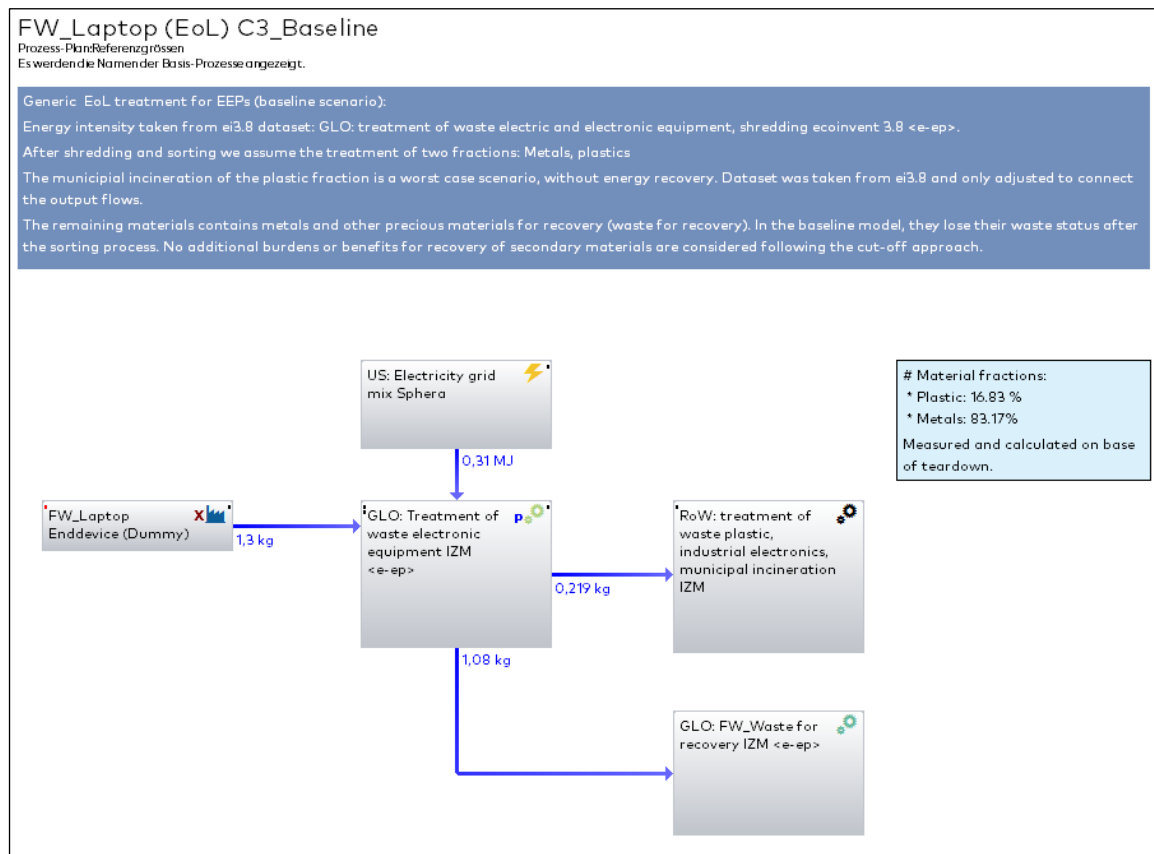 FW_Laptop (EoL) C3_Baseline
Prozess-Plan:Referenzgrössen
Es werden die Namen der Basis-Prozesse angezeigt.
Generic EoL treatment for EEPs (baseline scenario):
Energy intensity taken from ei3.8 dataset: GLO: treatment of waste electric and electronic equipment, shredding ecoinvent 3.8 <e-ep>.
After shredding and sorting we assume the treatment of two fractions: Metals, plastics
The municipial incineration of the plastic fraction is a worst case scenario, without energy recovery. Dataset was taken from ei3.8 and only adjusted to connect
the output flows.
The remaining materials contains metals and other precious materials for recovery (waste for recovery). In the baseline model, they lose their waste status after
the sorting process. No additional burdens or benefits for recovery of secondary materials are considered following the cut-off approach.
US: Electricity grid
mix Sphera
# Material fractions:
* Plastic: 16.83 %
* Metals: 83.17%
Measured and calculated on base
of teardown.
0,31 MJ
FW_Laptop
Enddevice (Dummy)
X
1,3 kg
GLO: Treatment of
waste electronic
equipment IZM
<e-ep>
p
0,219 kg
RoW: treatment of
waste plastic,
industrial electronics,
municipal incineration
IZM
1,08 kg
GLO: FW_Waste for
recovery IZM <e-ep>